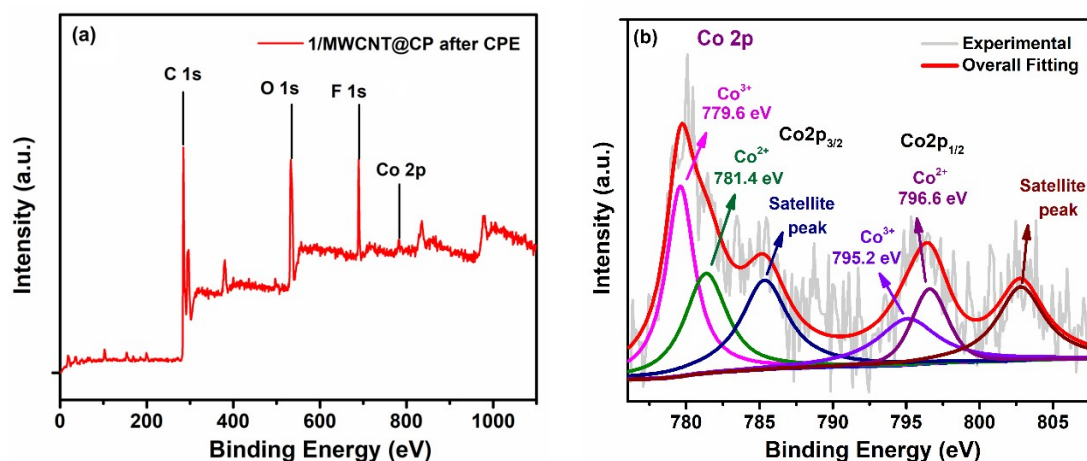 (a)
1/MWCNT@CP after CPE
C 1s
O 1s
F 1s
Co 2p
Intensity (a.u.)
0
200
400
600
800
1000
Binding Energy (eV)
(b)
Co 2p
Experimental
Overall Fitting
Co³⁺
779.6 eV
Co²⁺
781.4 eV
Co2p₃/₂
Satellite
peak
Co2p₁/₂
Co²⁺
796.6 eV
Co³⁺
795.2 eV
Satellite
peak
Intensity (a.u.)
780
785
790
795
800
805
Binding Energy (eV)